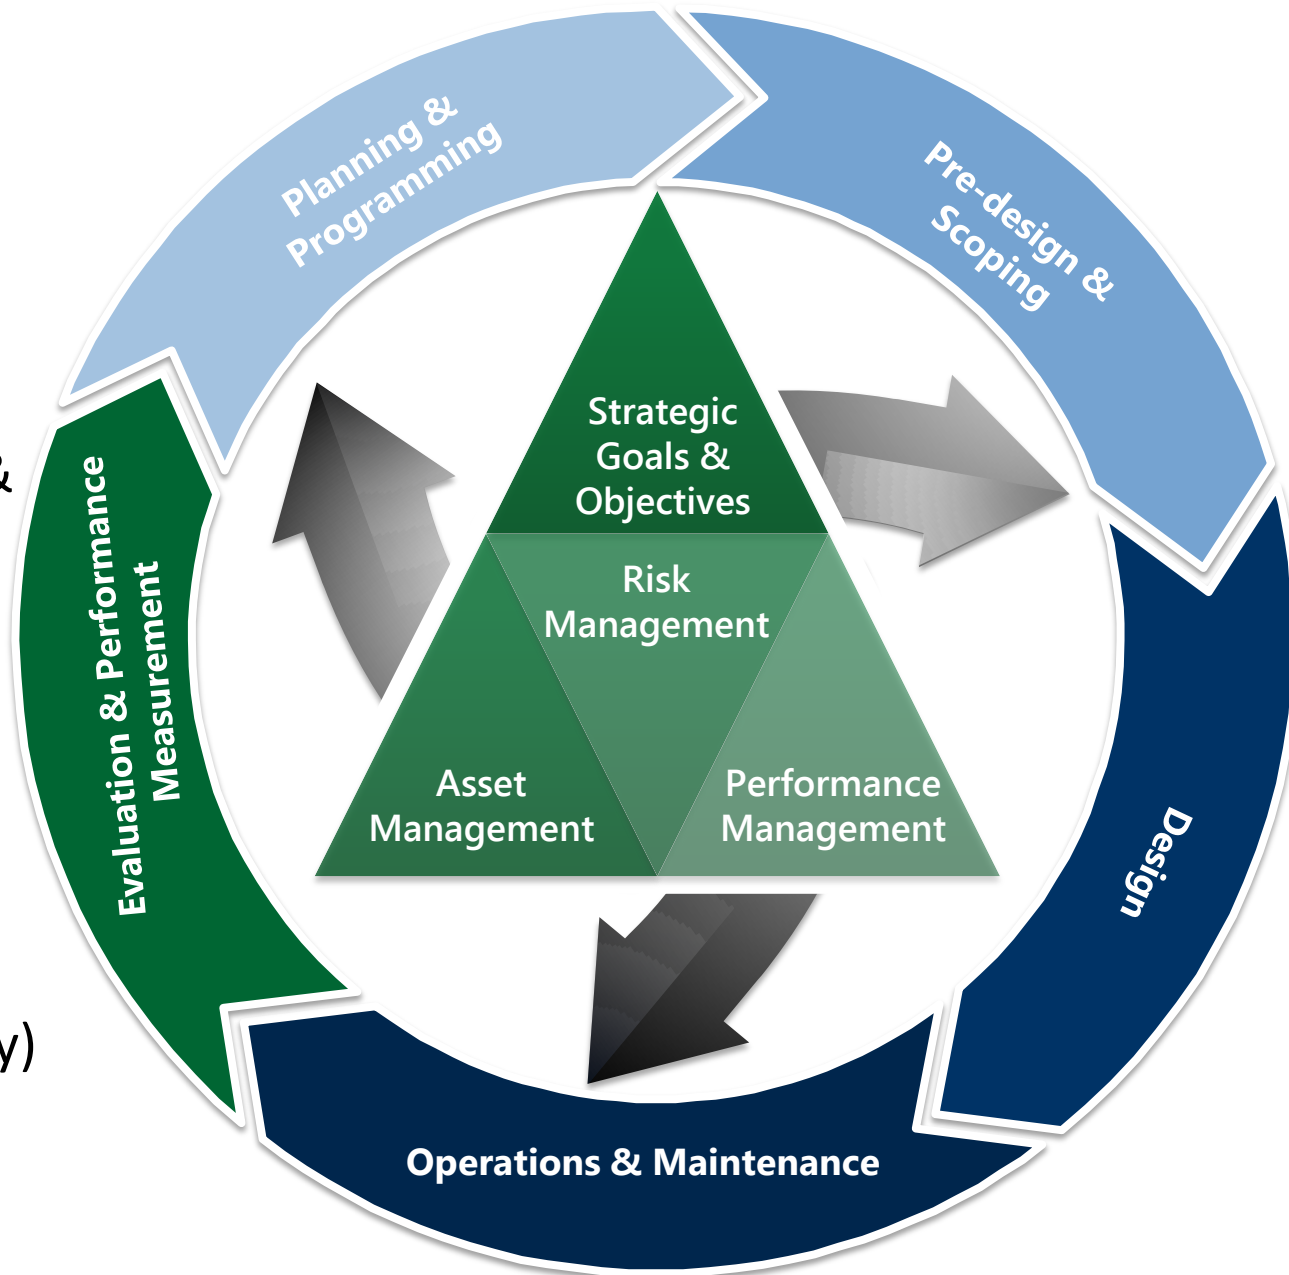 Planning &
Programming
Pre-design &
Scoping
Strategic
Goals &
Objectives
&
Evaluation & Performance
Measurement
Risk
Management
Asset
Management
Performance
Management
Design
y)
Operations & Maintenance